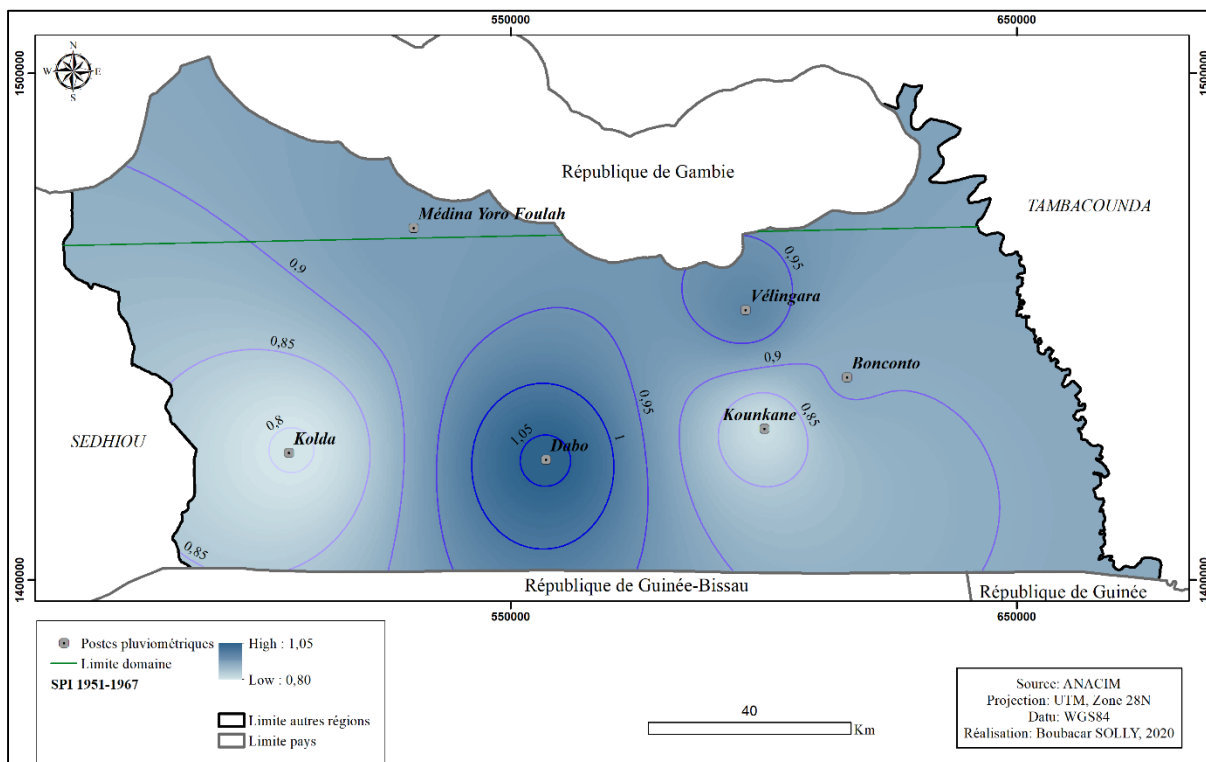 550000
650000
1500000
1500000
N
W
E
S
République de Gambie
TAMBACOUNDA
Médina Yoro Foulah
0,9
0,95
Vélingara
0,85
0,9
Bonconto
0,95
Kounkane
0,85
SEDHIOU
0,8
Kolda
1,05
1
Dabo
0,85
1400000
1400000
République de Guinée-Bissau
République de Guinée
550000
650000
Postes pluviométriques
Limite domaine
SPI 1951-1967
High : 1,05
Low : 0,80
Limite autres régions
Limite pays
40
Km
Source: ANACIM
Projection: UTM, Zone 28N
Datu: WGS84
Réalisation: Boubacar SOLLY, 2020